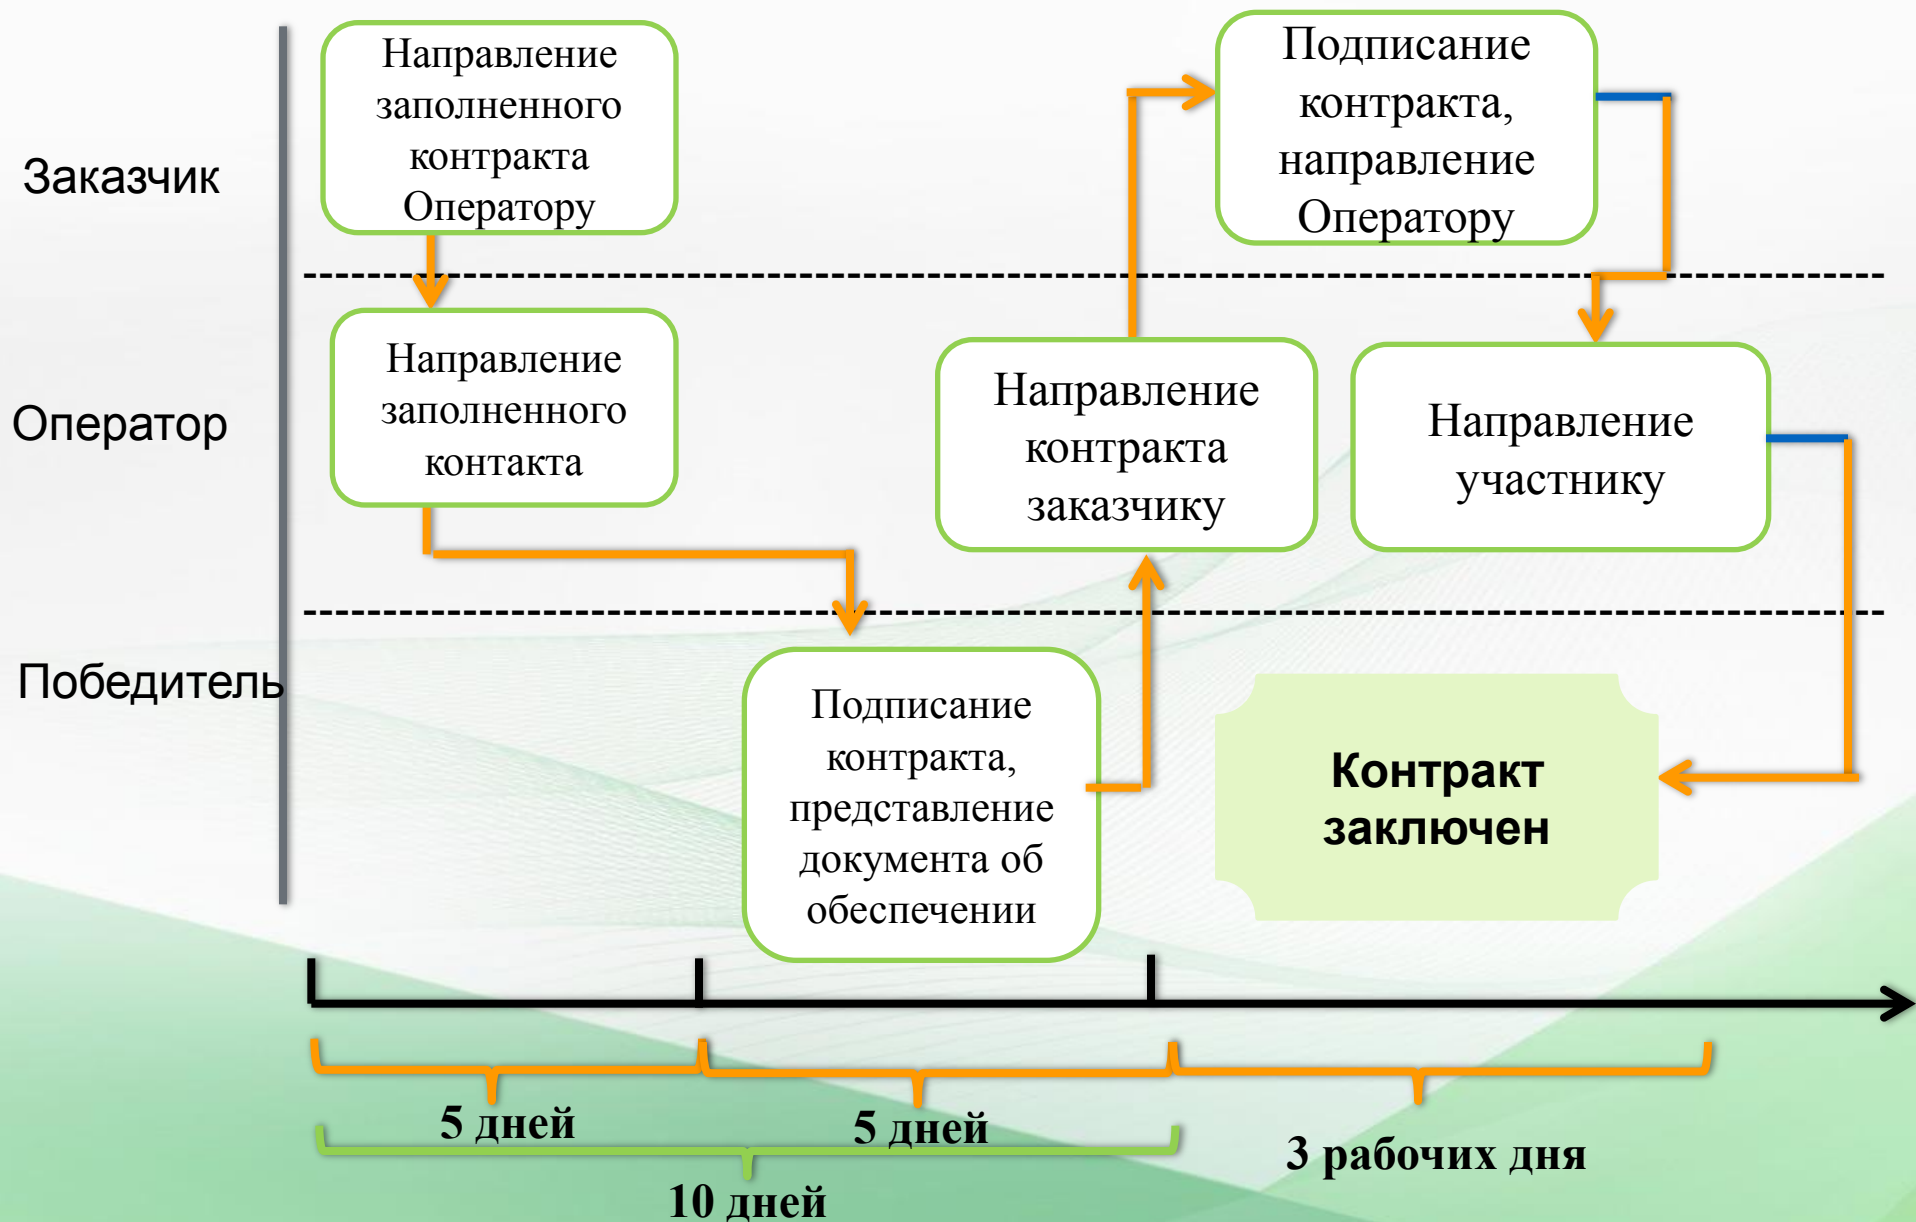 Заказчик
Направление
заполненного
контракта
Оператору
Подписание
контракта,
направление
Оператору
Оператор
Направление
заполненного
контакта
Направление
контракта
заказчику
Направление
участнику
Победитель
Подписание
контракта,
представление
документа об
обеспечении
Контракт
заключен
5 дней
5 дней
3 рабочих дня
10 дней